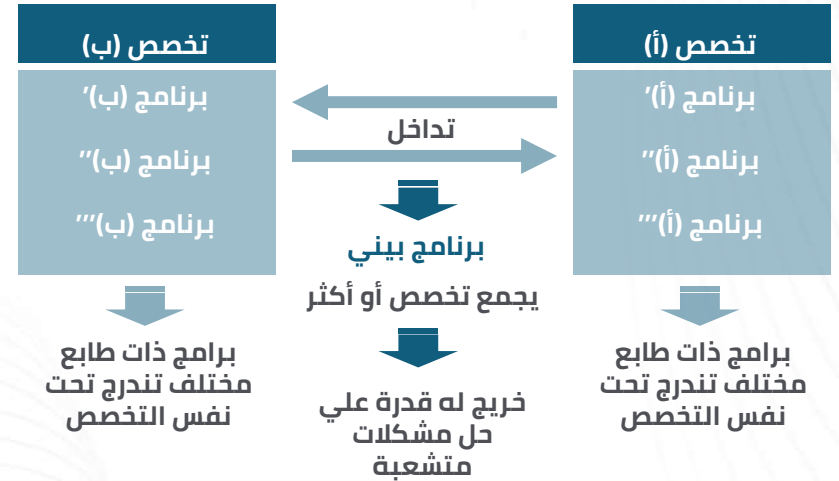 تخصص (أ)
برنامج (أ)′
برنامج (أ)′′
برنامج (أ)′′′
برامج ذات طابع
مختلف تندرج تحت
نفس التخصص
تداخل
برنامج بيني
يجمع تخصص أو أكثر
خريج له قدرة علي
حل مشكلات
متشعبة
تخصص (ب)
برنامج (ب)′
برنامج (ب)′′
برنامج (ب)′′′
برامج ذات طابع
مختلف تندرج تحت
نفس التخصص